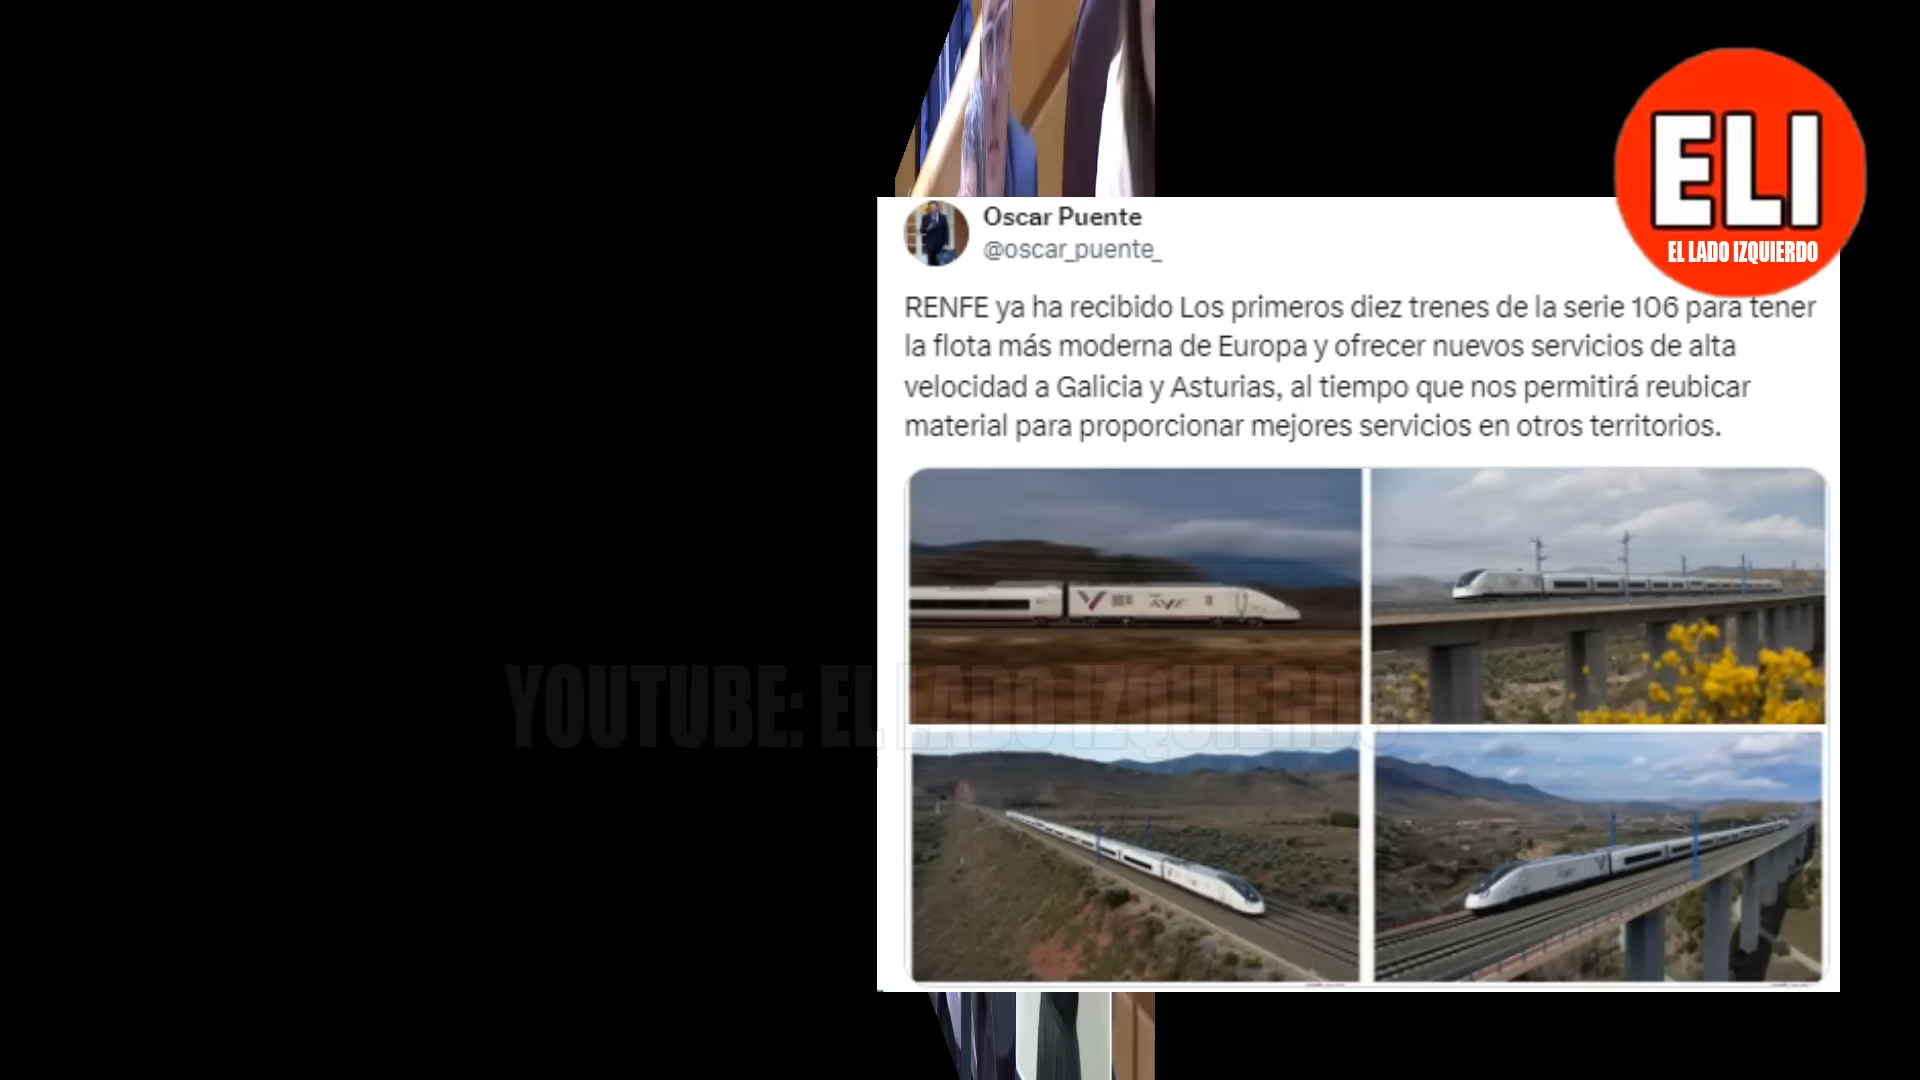 ELI
EL LADO IZQUIERDO
Oscar Puente
@oscar_puente_
RENFE ya ha recibido Los primeros diez trenes de la serie 106 para tener
la flota más moderna de Europa y ofrecer nuevos servicios de alta
velocidad a Galicia y Asturias, al tiempo que nos permitirá reubicar
material para proporcionar mejores servicios en otros territorios.
AVE
YOUTUBE: EL LADO IZQUIERDO